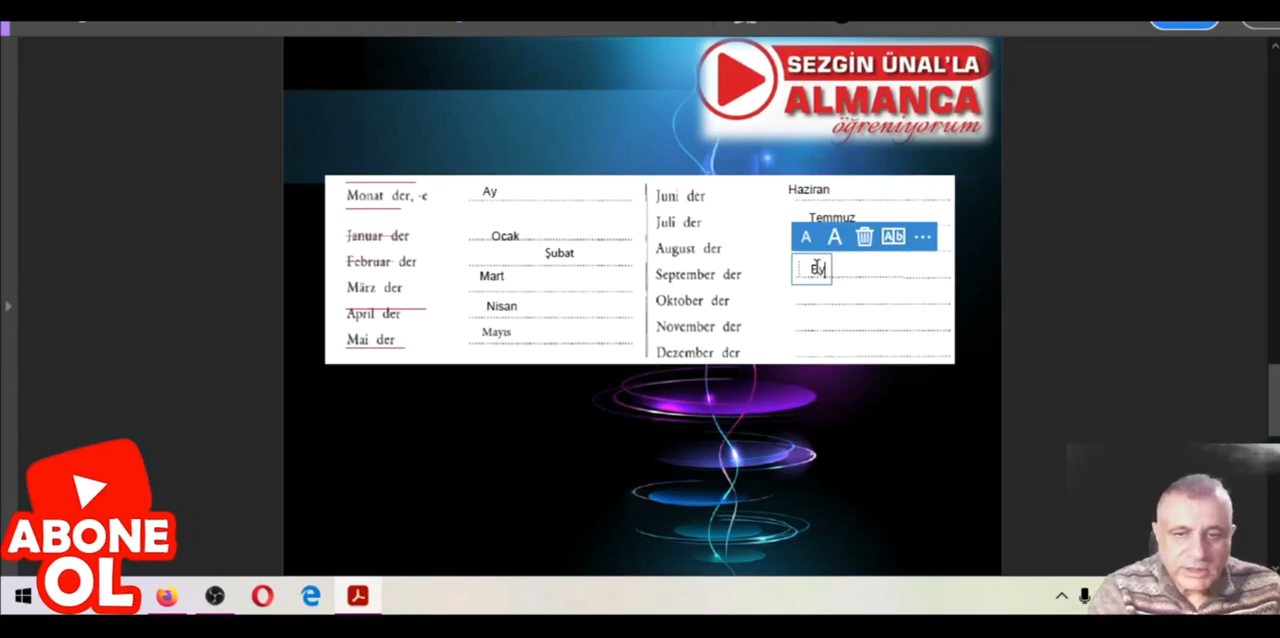 SEZGİN ÜNAL'LA
ALMANCA
öğreniyorum
Monat der, -e
Ay
Januar der
Ocak
Februar der
Şubat
März der
Mart
April der
Nisan
Mai der
Mayıs
Juni der
Haziran
Juli der
Temmuz
August der
A A Ab
September der
Ey
Oktober der
November der
Dezember der
ABONE
OL